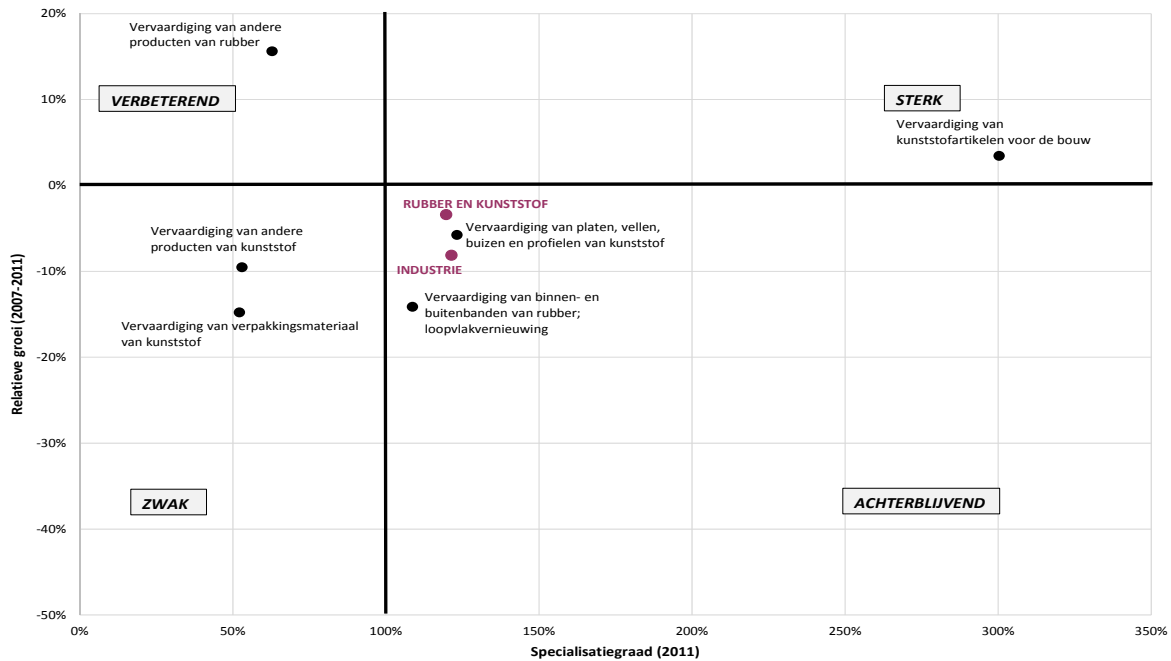 20%
10%
0%
-10%
-20%
-30%
-40%
-50%
Relatieve groei (2007-2011)
Vervaardiging van andere
producten van rubber
VERBETEREND
STERK
Vervaardiging van
kunststofartikelen voor de bouw
RUBBER EN KUNSTSTOF
Vervaardiging van platen, vellen,
buizen en profielen van kunststof
INDUSTRIE
Vervaardiging van andere
producten van kunststof
Vervaardiging van binnen- en
buitenbanden van rubber;
loopvlakvernieuwing
Vervaardiging van verpakkingsmateriaal
van kunststof
ZWAK
ACHTERBLIJVEND
0%
50%
100%
150%
200%
250%
300%
350%
Specialisatiegraad (2011)